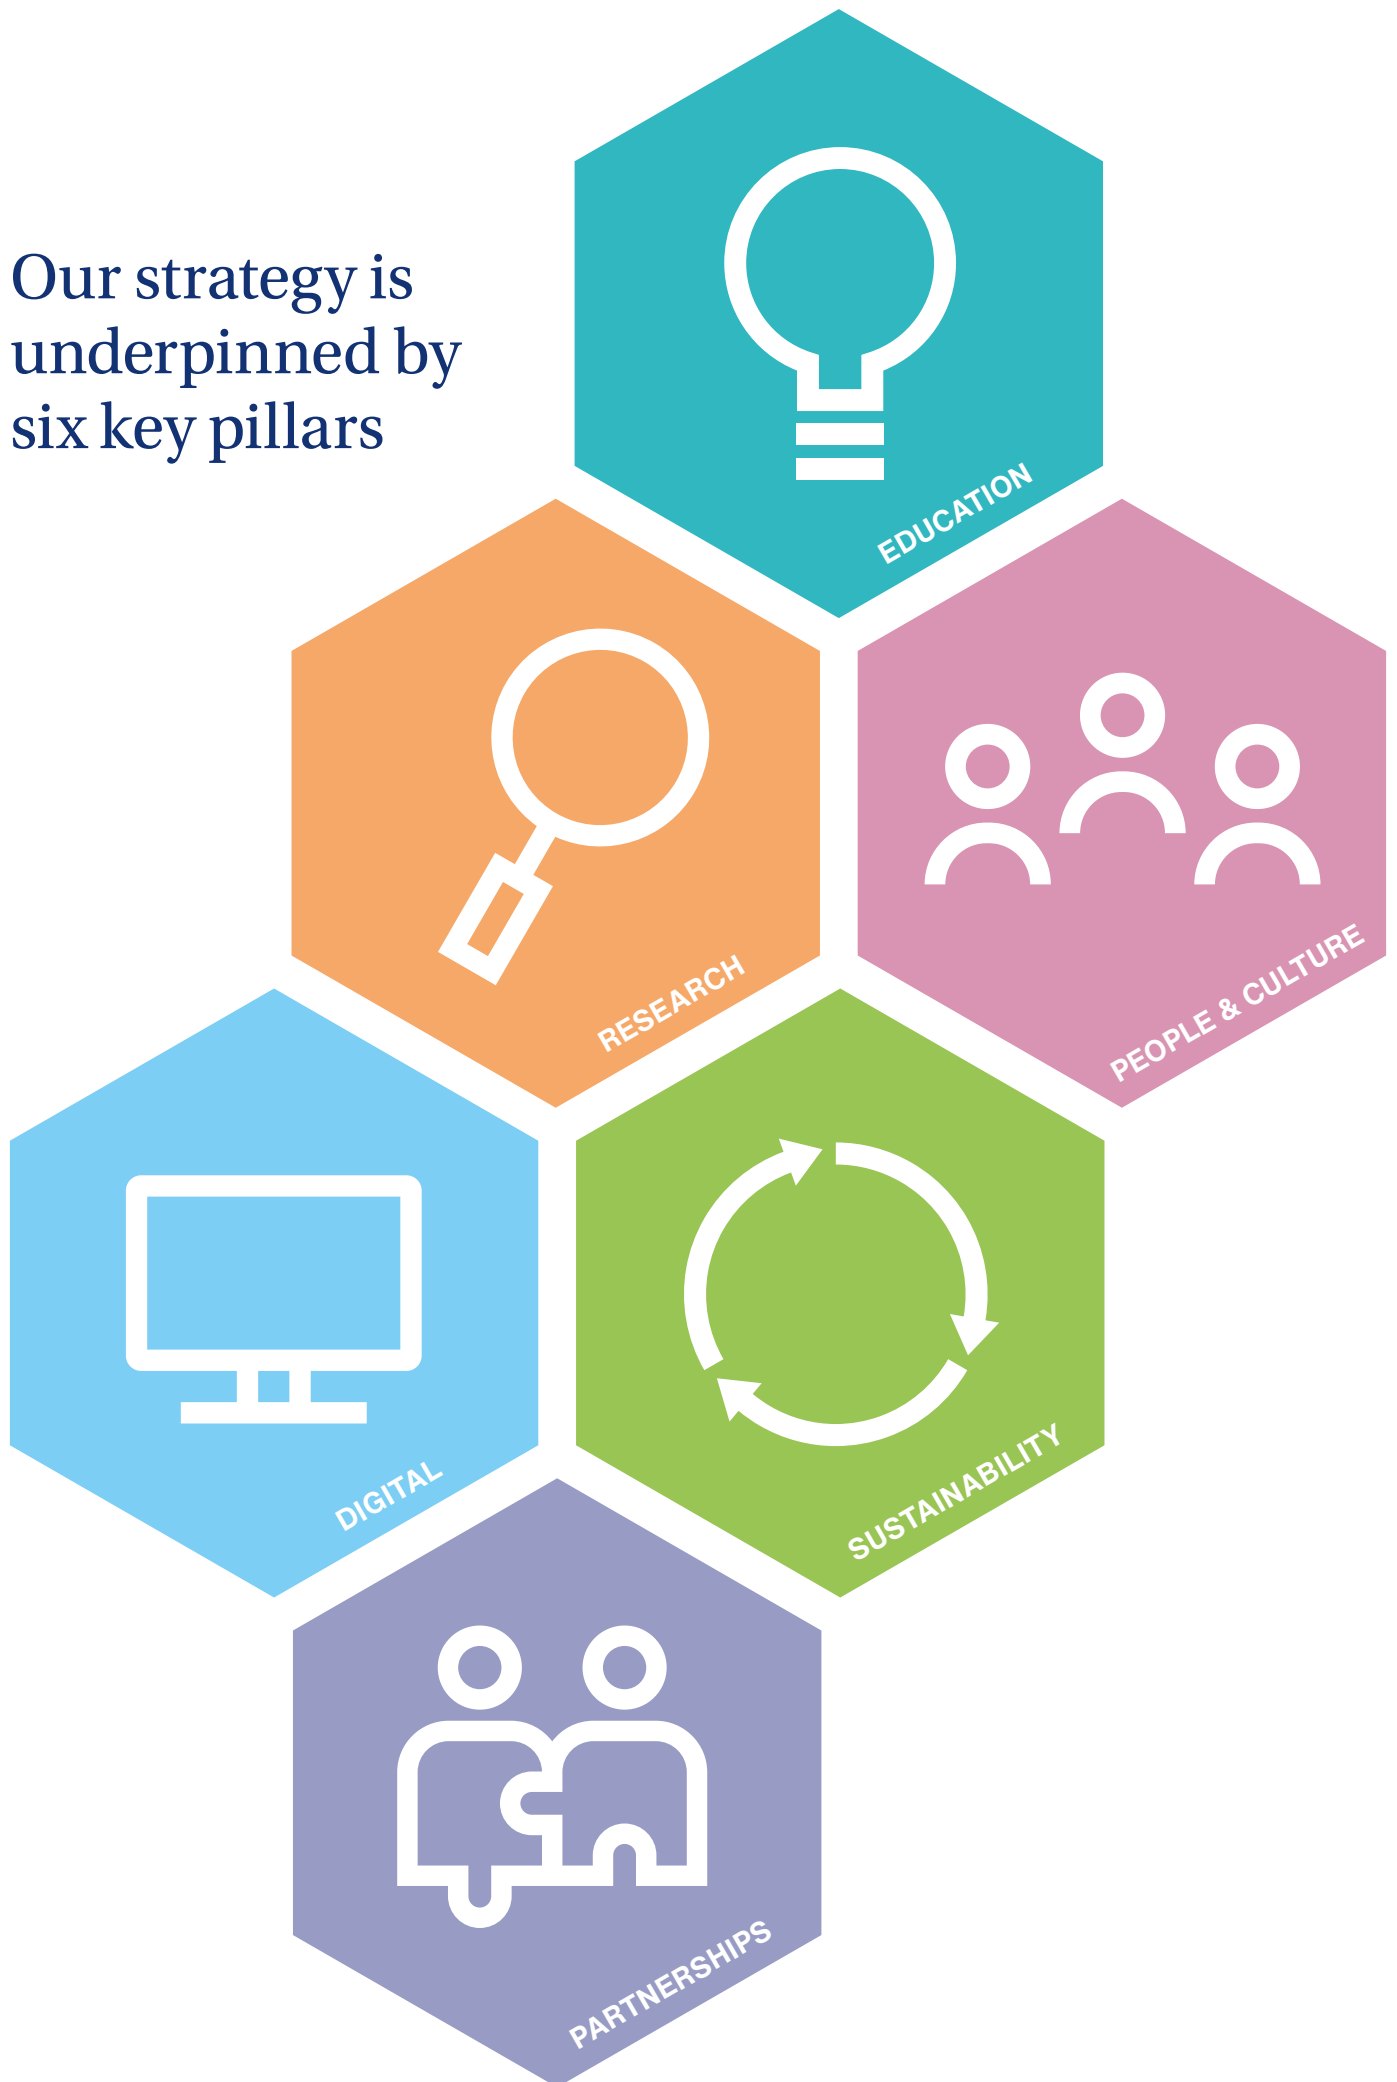 Our strategy is
underpinned by
six key pillars
EDUCATION
RESEARCH
PEOPLE & CULTURE
DIGITAL
SUSTAINABILITY
PARTNERSHIPS